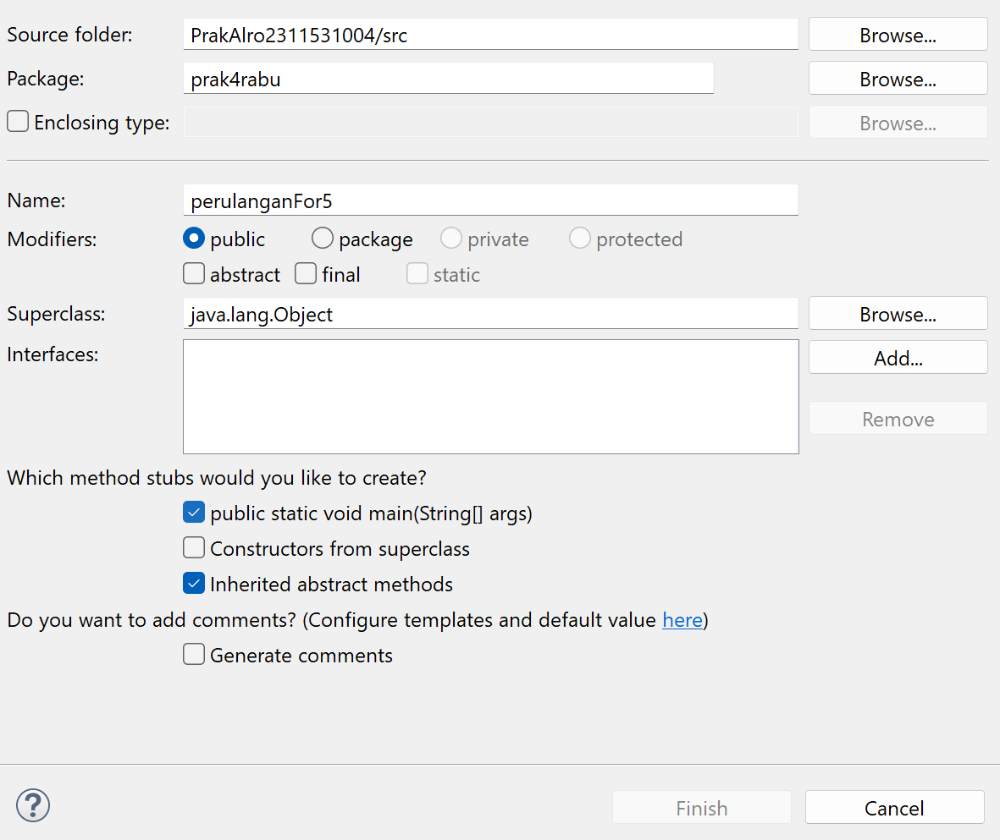 Source folder: PrakAlro2311531004/src Browse...
Package: prak4rabu Browse...
Enclosing type: Browse...
Name: perulanganFor5
Modifiers: public package private protected
abstract final static
Superclass: java.lang.Object Browse...
Interfaces: Add...
Remove
Which method stubs would you like to create?
public static void main(String[] args)
Constructors from superclass
Inherited abstract methods
Do you want to add comments? (Configure templates and default value here)
Generate comments
? Finish Cancel